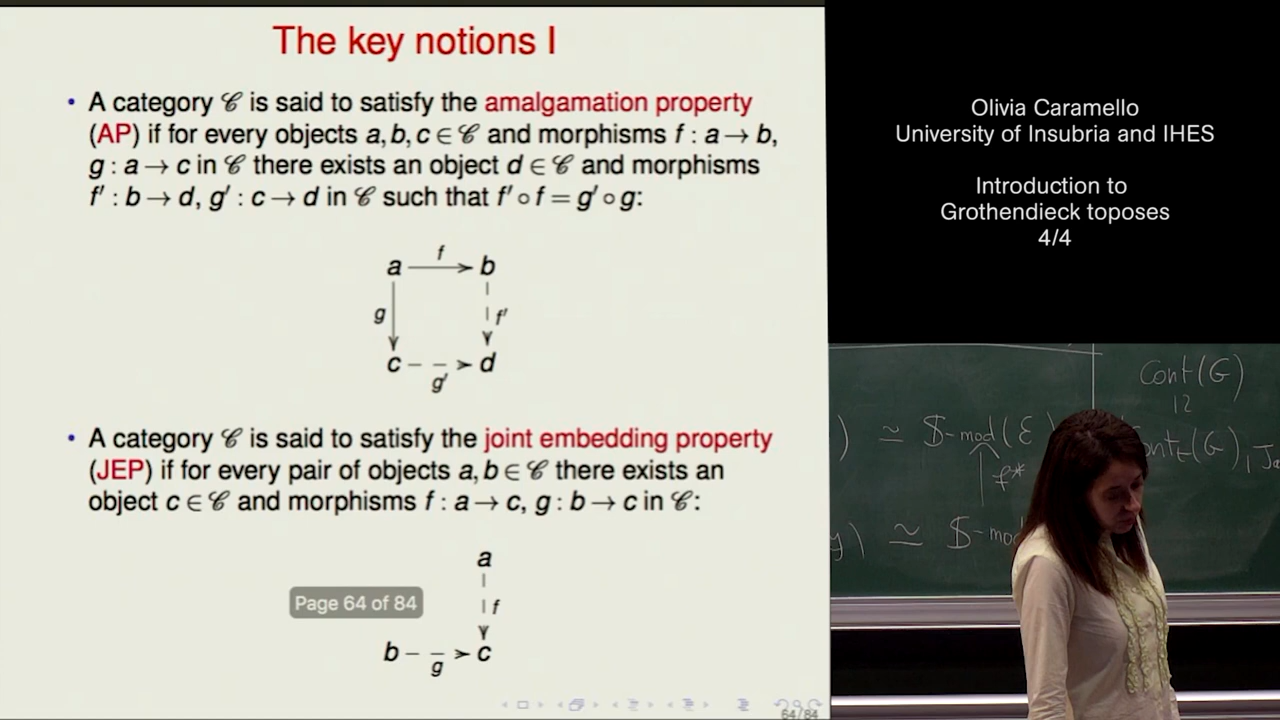 The key notions I
• A category 𝒞 is said to satisfy the amalgamation property
(AP) if for every objects a, b, c ∈ 𝒞 and morphisms f : a → b,
g : a → c in 𝒞 there exists an object d ∈ 𝒞 and morphisms
f′ : b → d, g′ : c → d in 𝒞 such that f′ ∘ f = g′ ∘ g:
f
a b
g f′
c d
g′
• A category 𝒞 is said to satisfy the joint embedding property
(JEP) if for every pair of objects a, b ∈ 𝒞 there exists an
object c ∈ 𝒞 and morphisms f : a → c, g : b → c in 𝒞:
a
f
b c
g
Page 64 of 84
64/84
Olivia Caramello
University of Insubria and IHES
Introduction to
Grothendieck toposes
4/4
Cont(G)
) ≃ $-mod(ℰ
f*
y) ≃ $-mod